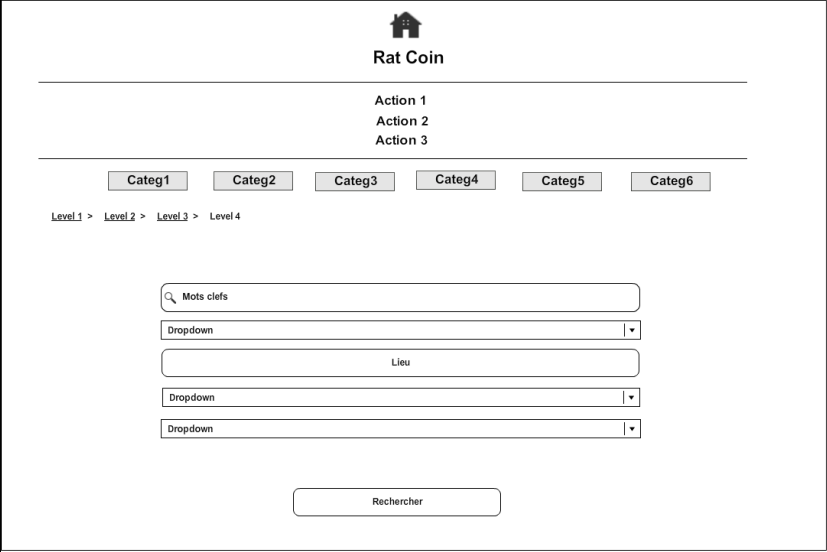 Rat Coin
Action 1
Action 2
Action 3
Categ1 Categ2 Categ3 Categ4 Categ5 Categ6
Level 1 > Level 2 > Level 3 > Level 4
Mots clefs
Dropdown
Lieu
Dropdown
Dropdown
Rechercher